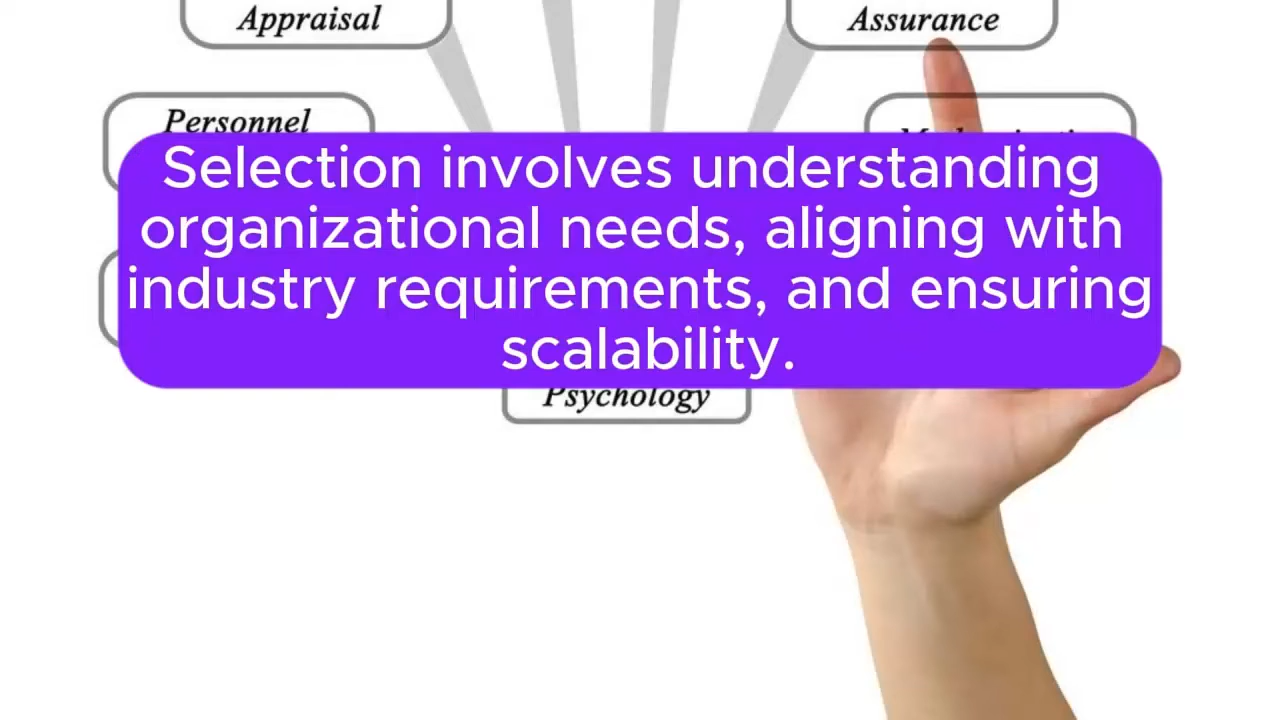 Appraisal
Assurance
Personnel
Selection involves understanding
organizational needs, aligning with
industry requirements, and ensuring
scalability.
Psychology